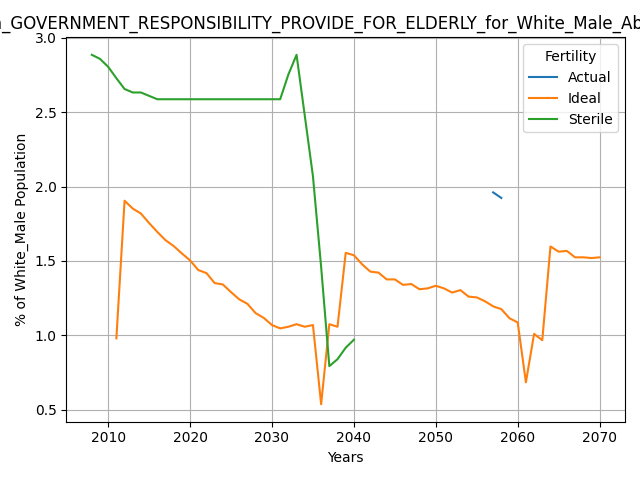 _GOVERNMENT_RESPONSIBILITY_PROVIDE_FOR_ELDERLY_for_White_Male_Ab
Fertility
Actual
Ideal
Sterile
% of White_Male Population
3.0
2.5
2.0
1.5
1.0
0.5
2010 2020 2030 2040 2050 2060 2070
Years